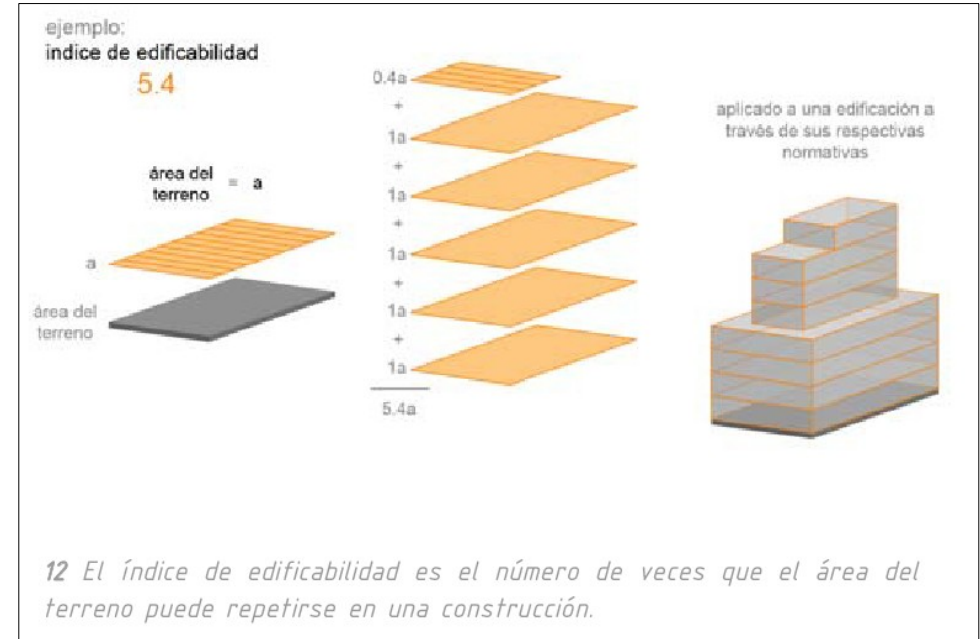 ejemplo:
índice de edificabilidad
5.4
área del
terreno = a
a
área del
terreno
0.4a
+
1a
+
1a
+
1a
+
1a
+
1a
5.4a
aplicado a una edificación a
través de sus respectivas
normativas
12 El índice de edificabilidad es el número de veces que el área del
terreno puede repetirse en una construcción.